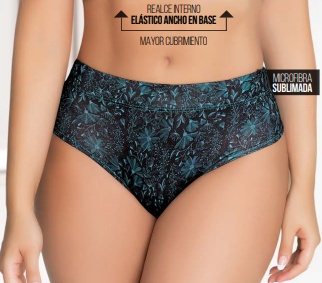 REALCE INTERNO
ELÁSTICO ANCHO EN BASE
MAYOR CUBRIMIENTO
MICROFIBRA
SUBLIMADA